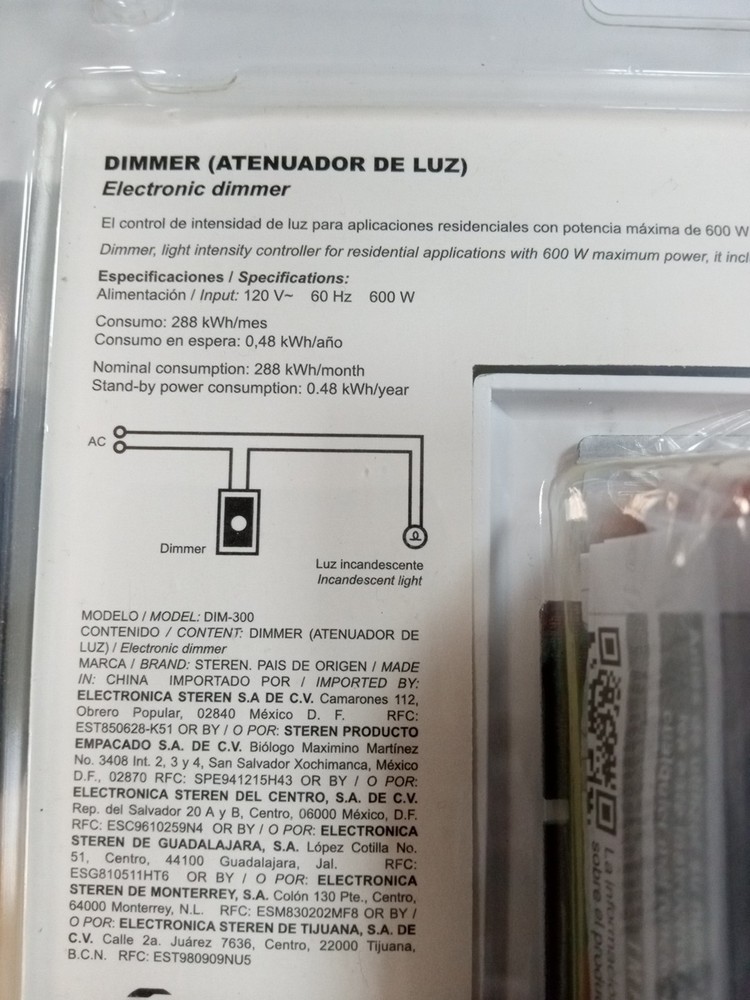 DIMMER (ATENUADOR DE LUZ)
Electronic dimmer
El control de intensidad de luz para aplicaciones residenciales con potencia máxima de 600 W
Dimmer, light intensity controller for residential applications with 600 W maximum power, it
Especificaciones / Specifications:
Alimentación / Input: 120 V~ 60 Hz 600 W
Consumo: 288 kWh/mes
Consumo en espera: 0,48 kWh/año
Nominal consumption: 288 kWh/month
Stand-by power consumption: 0.48 kWh/year
AC
Dimmer
Luz incandescente
Incandescent light
MODELO / MODEL: DIM-300
CONTENIDO / CONTENT: DIMMER (ATENUADOR DE
LUZ) / Electronic dimmer
MARCA / BRAND: STEREN. PAIS DE ORIGEN / MADE
IN: CHINA IMPORTADO POR / IMPORTED BY:
ELECTRONICA STEREN S.A DE C.V. Camarones 112,
Obrero Popular, 02840 México D. F. RFC:
EST850628-K51 OR BY / O POR: STEREN PRODUCTO
EMPACADO S.A. DE C.V. Biólogo Maximino Martínez
No. 3408 Int. 2, 3 y 4, San Salvador Xochimanca, México
D.F., 02870 RFC: SPE941215H43 OR BY / O POR:
ELECTRONICA STEREN DEL CENTRO, S.A. DE C.V.
Rep. del Salvador 20 A y B, Centro, 06000 México, D.F.
RFC: ESC9610259N4 OR BY / O POR: ELECTRONICA
STEREN DE GUADALAJARA, S.A. López Cotilla No.
51, Centro, 44100 Guadalajara, Jal. RFC:
ESG810511HT6 OR BY / O POR: ELECTRONICA
STEREN DE MONTERREY, S.A. Colón 130 Pte., Centro,
64000 Monterrey, N.L. RFC: ESM830202MF8 OR BY /
O POR: ELECTRONICA STEREN DE TIJUANA, S.A. DE
C.V. Calle 2a. Juárez 7636, Centro, 22000 Tijuana,
B.C.N. RFC: EST980909NU5
La
sobre el